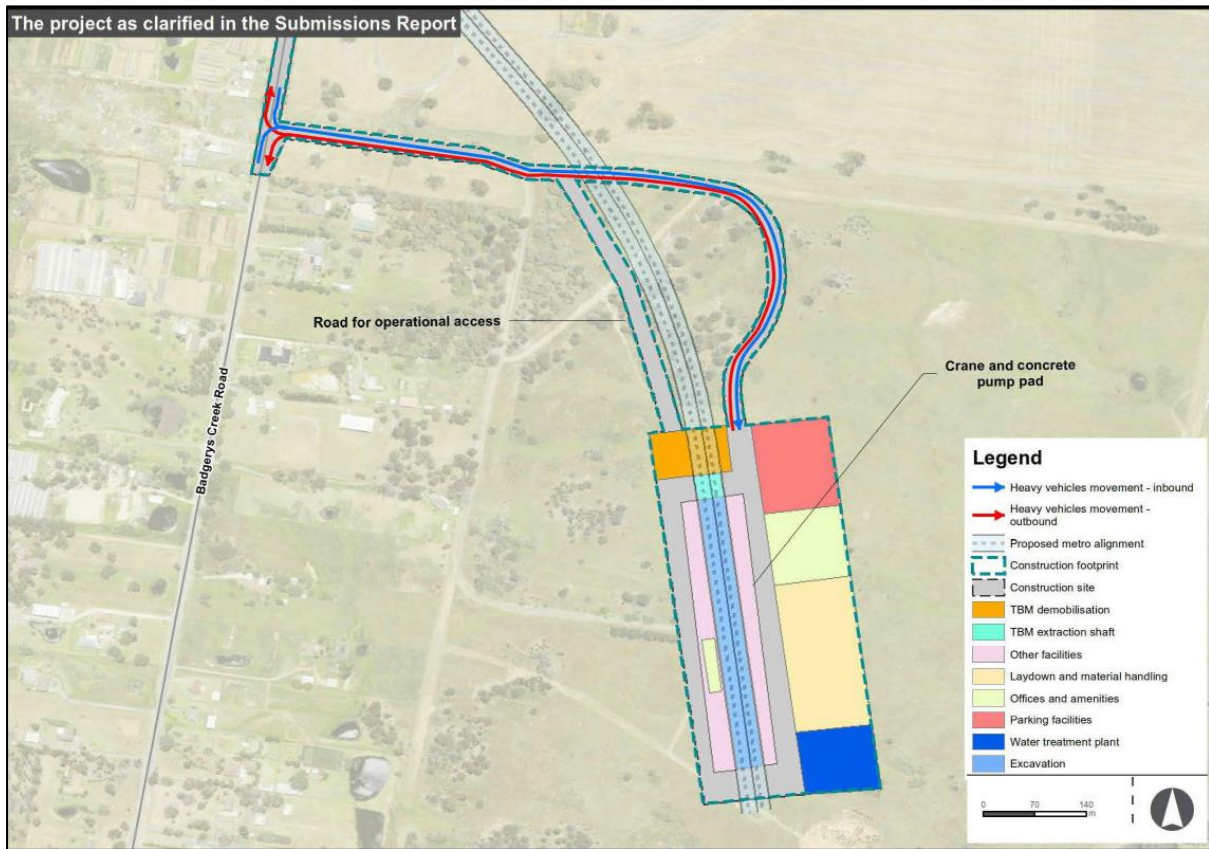 The project as clarified in the Submissions Report
Road for operational access
Crane and concrete
pump pad
Badgerys Creek Road
Legend
Heavy vehicles movement - inbound
Heavy vehicles movement -
outbound
Proposed metro alignment
Construction footprint
Construction site
TBM demobilisation
TBM extraction shaft
Other facilities
Laydown and material handling
Offices and amenities
Parking facilities
Water treatment plant
Excavation
0 70 140
m